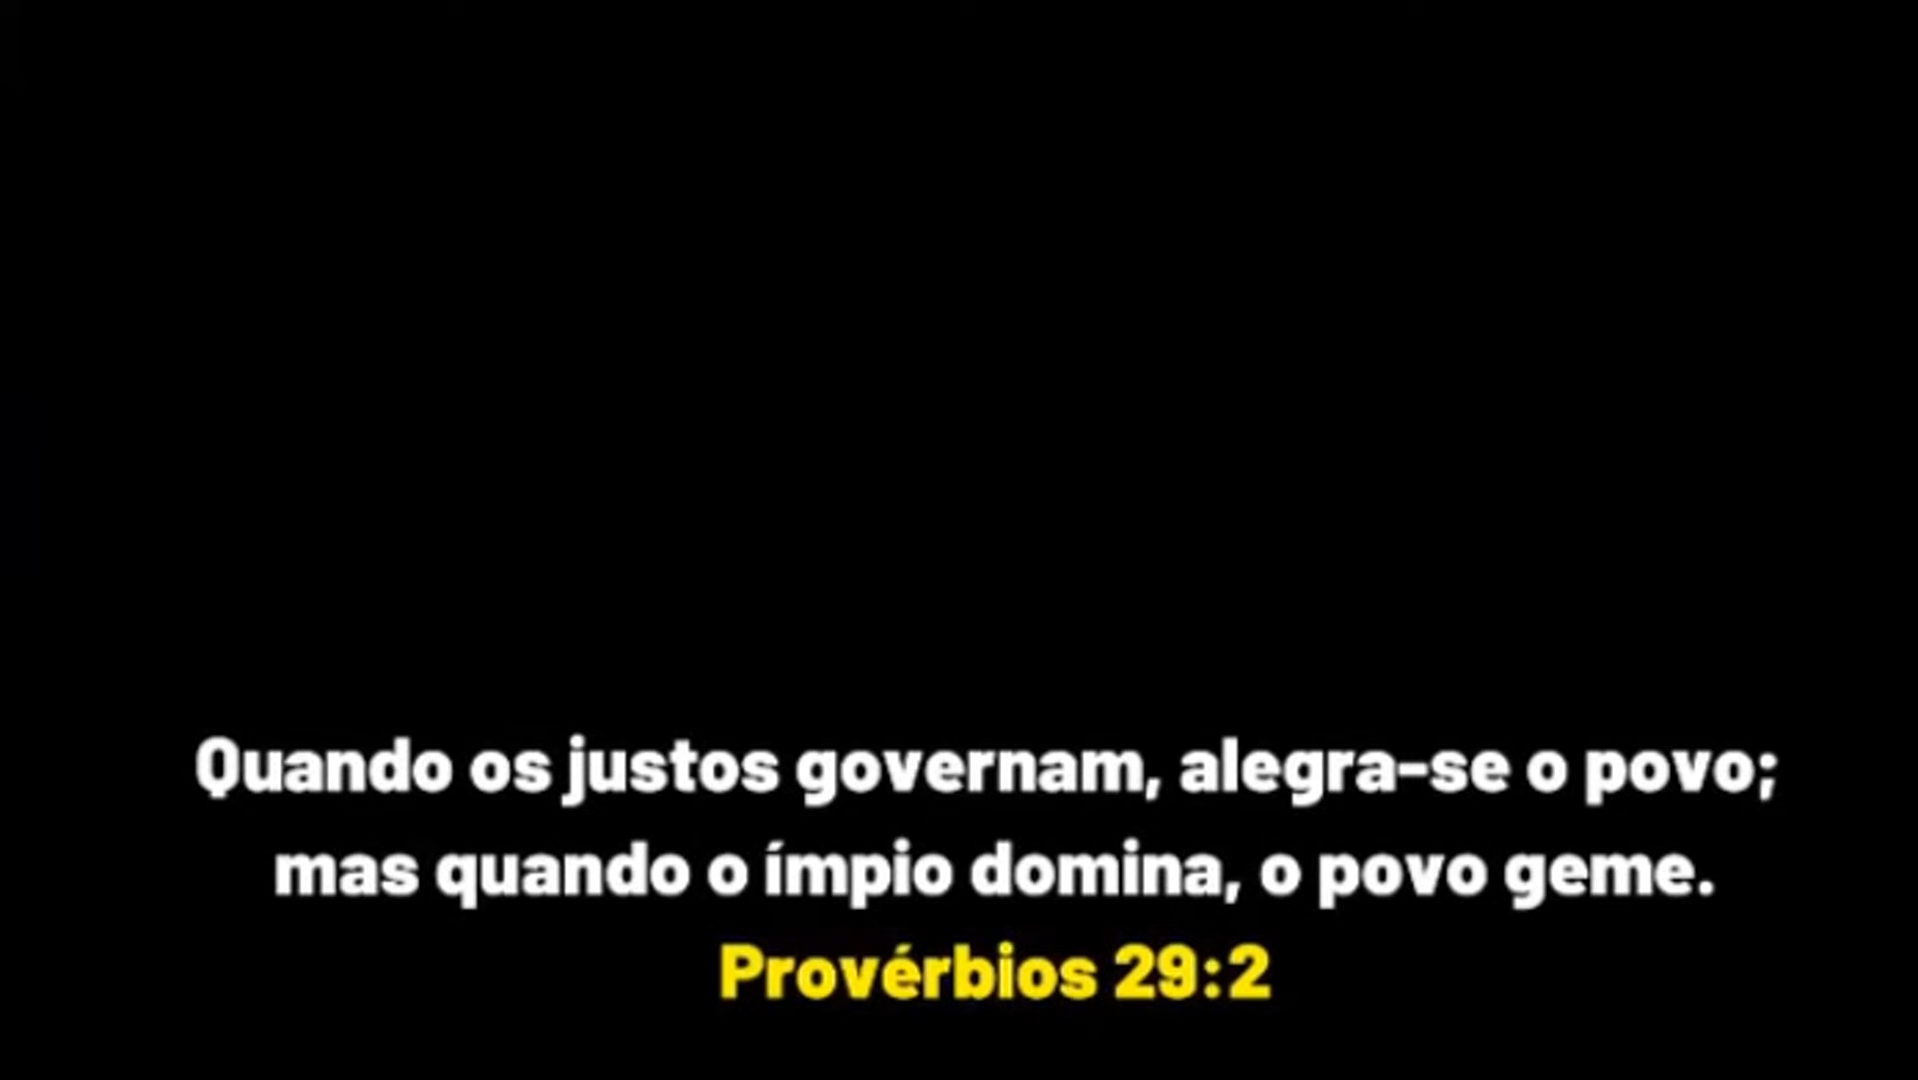 Quando os justos governam, alegra-se o povo;
mas quando o ímpio domina, o povo geme.
Provérbios 29:2